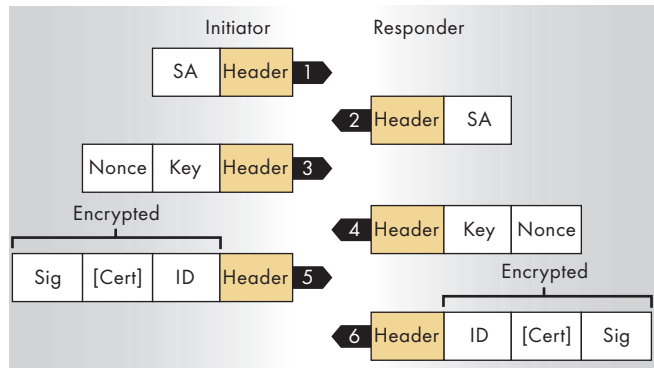 Initiator Responder
SA Header 1
2 Header SA
Nonce Key Header 3
Encrypted
4 Header Key Nonce
Sig [Cert] ID Header 5
Encrypted
6 Header ID [Cert] Sig